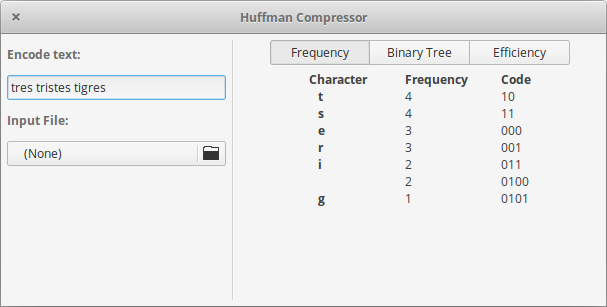 Huffman Compressor
Encode text:
tres tristes tigres
Input File:
(None)
Frequency Binary Tree Efficiency
Character Frequency Code
t 4 10
s 4 11
e 3 000
r 3 001
i 2 011
2 0100
g 1 0101